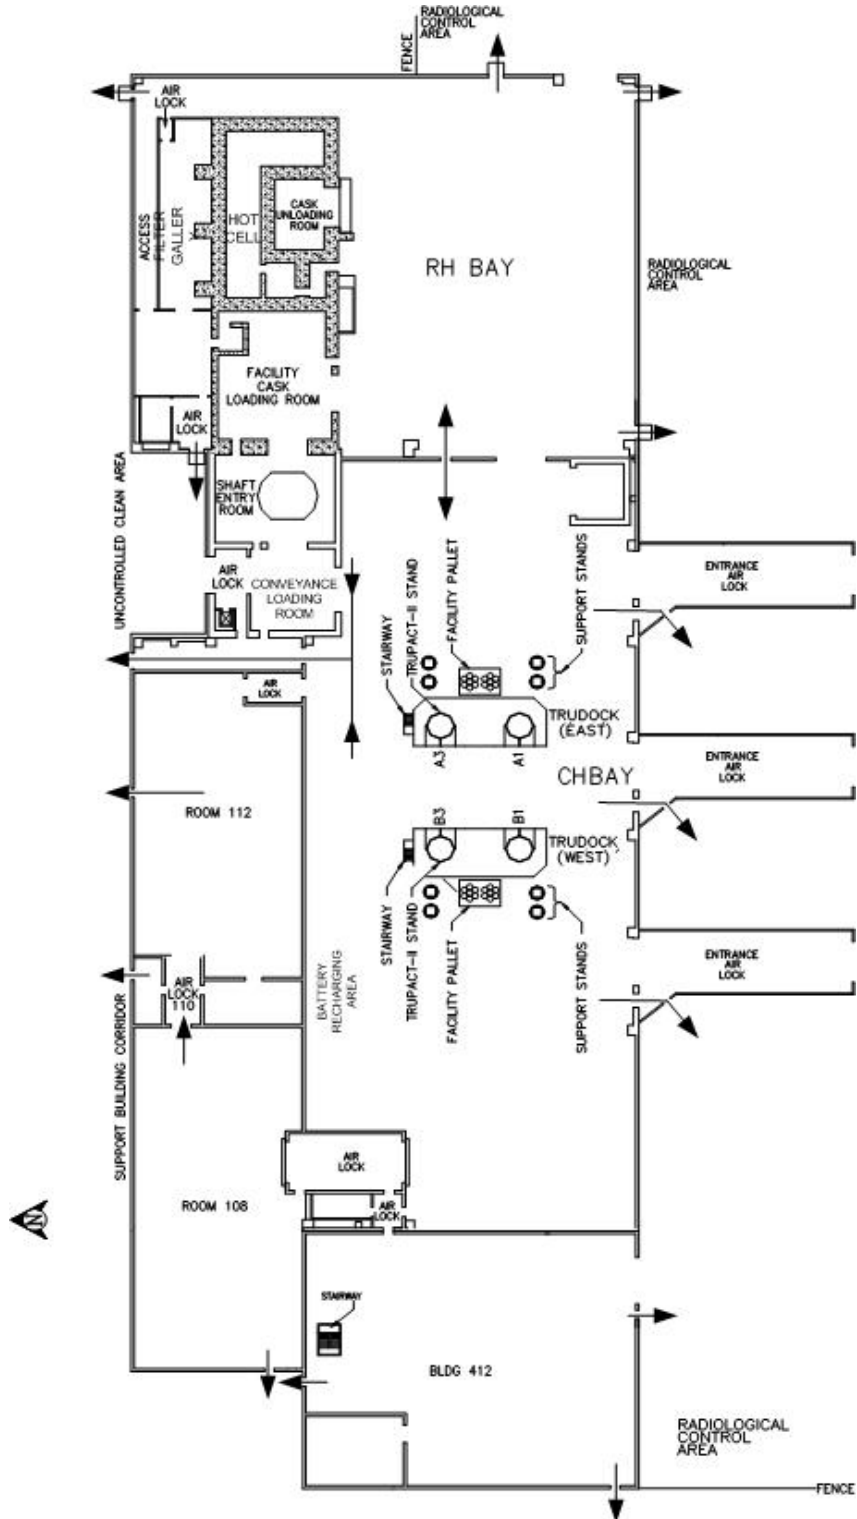 RADIOLOGICAL
CONTROL
AREA
FENCE
AIR
LOCK
ACCESS
FILTER
GALLER
Y
HOT
CELL
CASK
UNLOADING
ROOM
RH BAY
RADIOLOGICAL
CONTROL
AREA
FACILITY
CASK
LOADING ROOM
AIR
LOCK
UNCONTROLLED CLEAN AREA
SHAFT
ENTRY
ROOM
AIR
LOCK
CONVEYANCE
LOADING
ROOM
STAIRWAY
TRUPACT-II STAND
FACILITY PALLET
SUPPORT STANDS
ENTRANCE
AIR
LOCK
AIR
LOCK
TRUDOCK
(EAST)
A3
A1
CHBAY
ENTRANCE
AIR
LOCK
ROOM 112
B3
B1
TRUDOCK
(WEST)
STAIRWAY
TRUPACT-II STAND
FACILITY PALLET
SUPPORT STANDS
BATTERY
RECHARGING
AREA
ENTRANCE
AIR
LOCK
AIR
LOCK
110
SUPPORT BUILDING CORRIDOR
AIR
LOCK
ROOM 108
AIR
LOCK
N
STAIRWAY
BLDG 412
RADIOLOGICAL
CONTROL
AREA
FENCE